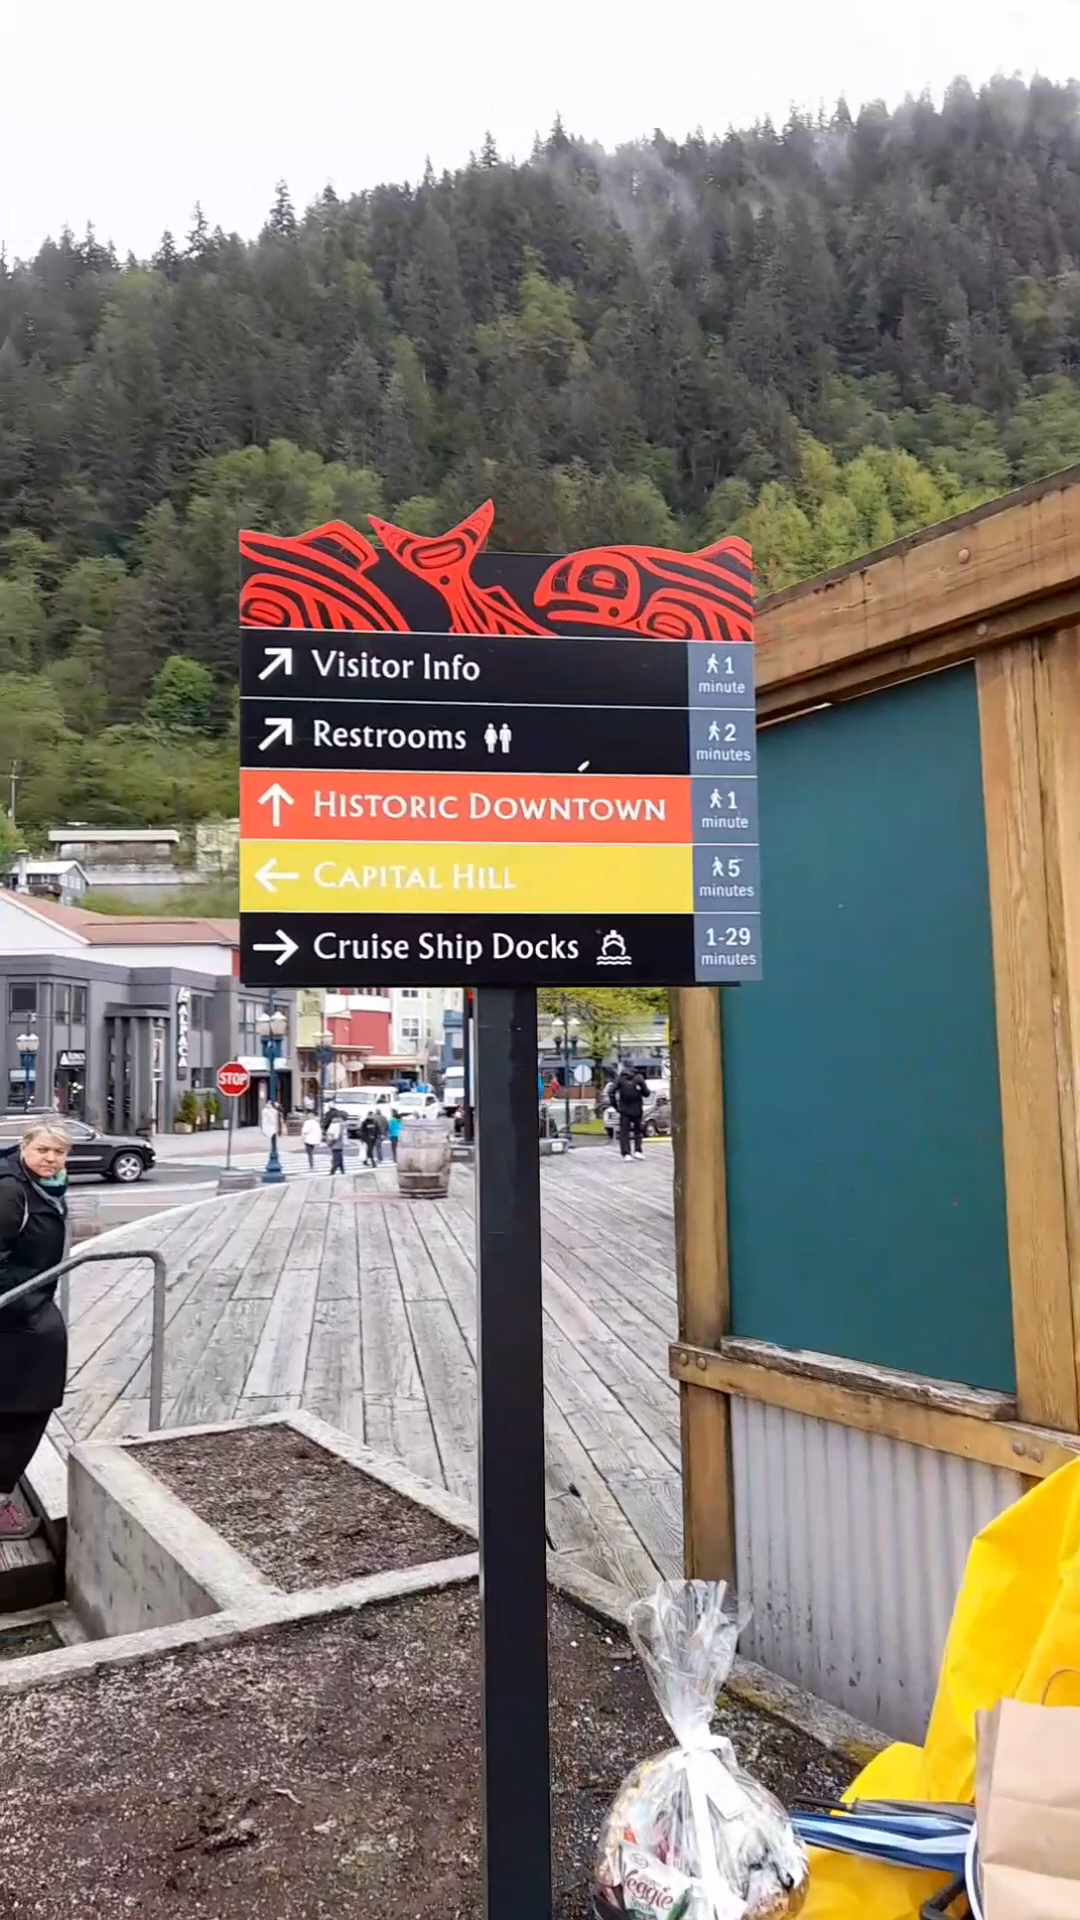 Visitor Info
1
minute
Restrooms
2
minutes
HISTORIC DOWNTOWN
1
minute
CAPITAL HILL
5
minutes
Cruise Ship Docks
1-29
minutes
ALPACA
STOP